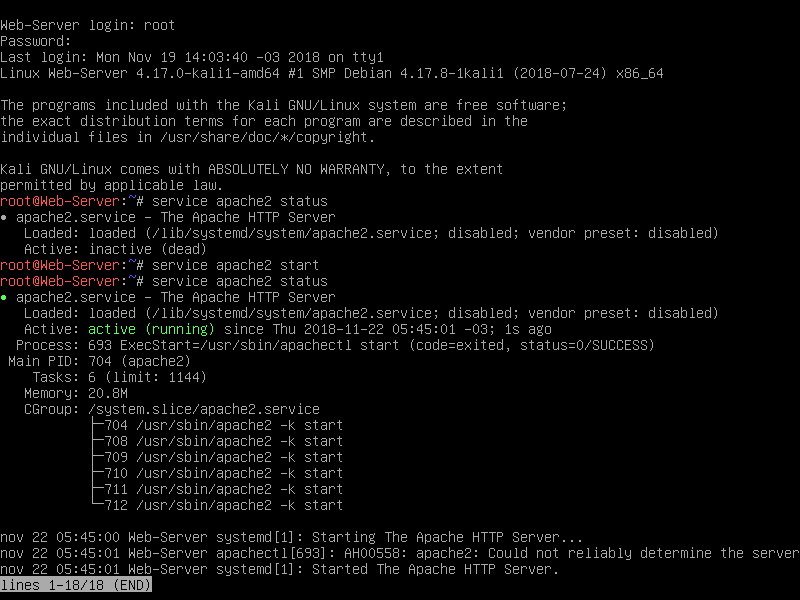 Web-Server login: root
Password:
Last login: Mon Nov 19 14:03:40 -03 2018 on tty1
Linux Web-Server 4.17.0-kali1-amd64 #1 SMP Debian 4.17.8-1kali1 (2018-07-24) x86_64

The programs included with the Kali GNU/Linux system are free software;
the exact distribution terms for each program are described in the
individual files in /usr/share/doc/*/copyright.

Kali GNU/Linux comes with ABSOLUTELY NO WARRANTY, to the extent
permitted by applicable law.
root@Web-Server:~# service apache2 status
● apache2.service - The Apache HTTP Server
   Loaded: loaded (/lib/systemd/system/apache2.service; disabled; vendor preset: disabled)
   Active: inactive (dead)
root@Web-Server:~# service apache2 start
root@Web-Server:~# service apache2 status
● apache2.service - The Apache HTTP Server
   Loaded: loaded (/lib/systemd/system/apache2.service; disabled; vendor preset: disabled)
   Active: active (running) since Thu 2018-11-22 05:45:01 -03; 1s ago
  Process: 693 ExecStart=/usr/sbin/apachectl start (code=exited, status=0/SUCCESS)
 Main PID: 704 (apache2)
    Tasks: 6 (limit: 1144)
   Memory: 20.8M
   CGroup: /system.slice/apache2.service
           ├─704 /usr/sbin/apache2 -k start
           ├─708 /usr/sbin/apache2 -k start
           ├─709 /usr/sbin/apache2 -k start
           ├─710 /usr/sbin/apache2 -k start
           ├─711 /usr/sbin/apache2 -k start
           └─712 /usr/sbin/apache2 -k start

nov 22 05:45:00 Web-Server systemd[1]: Starting The Apache HTTP Server...
nov 22 05:45:01 Web-Server apachectl[693]: AH00558: apache2: Could not reliably determine the server
nov 22 05:45:01 Web-Server systemd[1]: Started The Apache HTTP Server.
lines 1-18/18 (END)